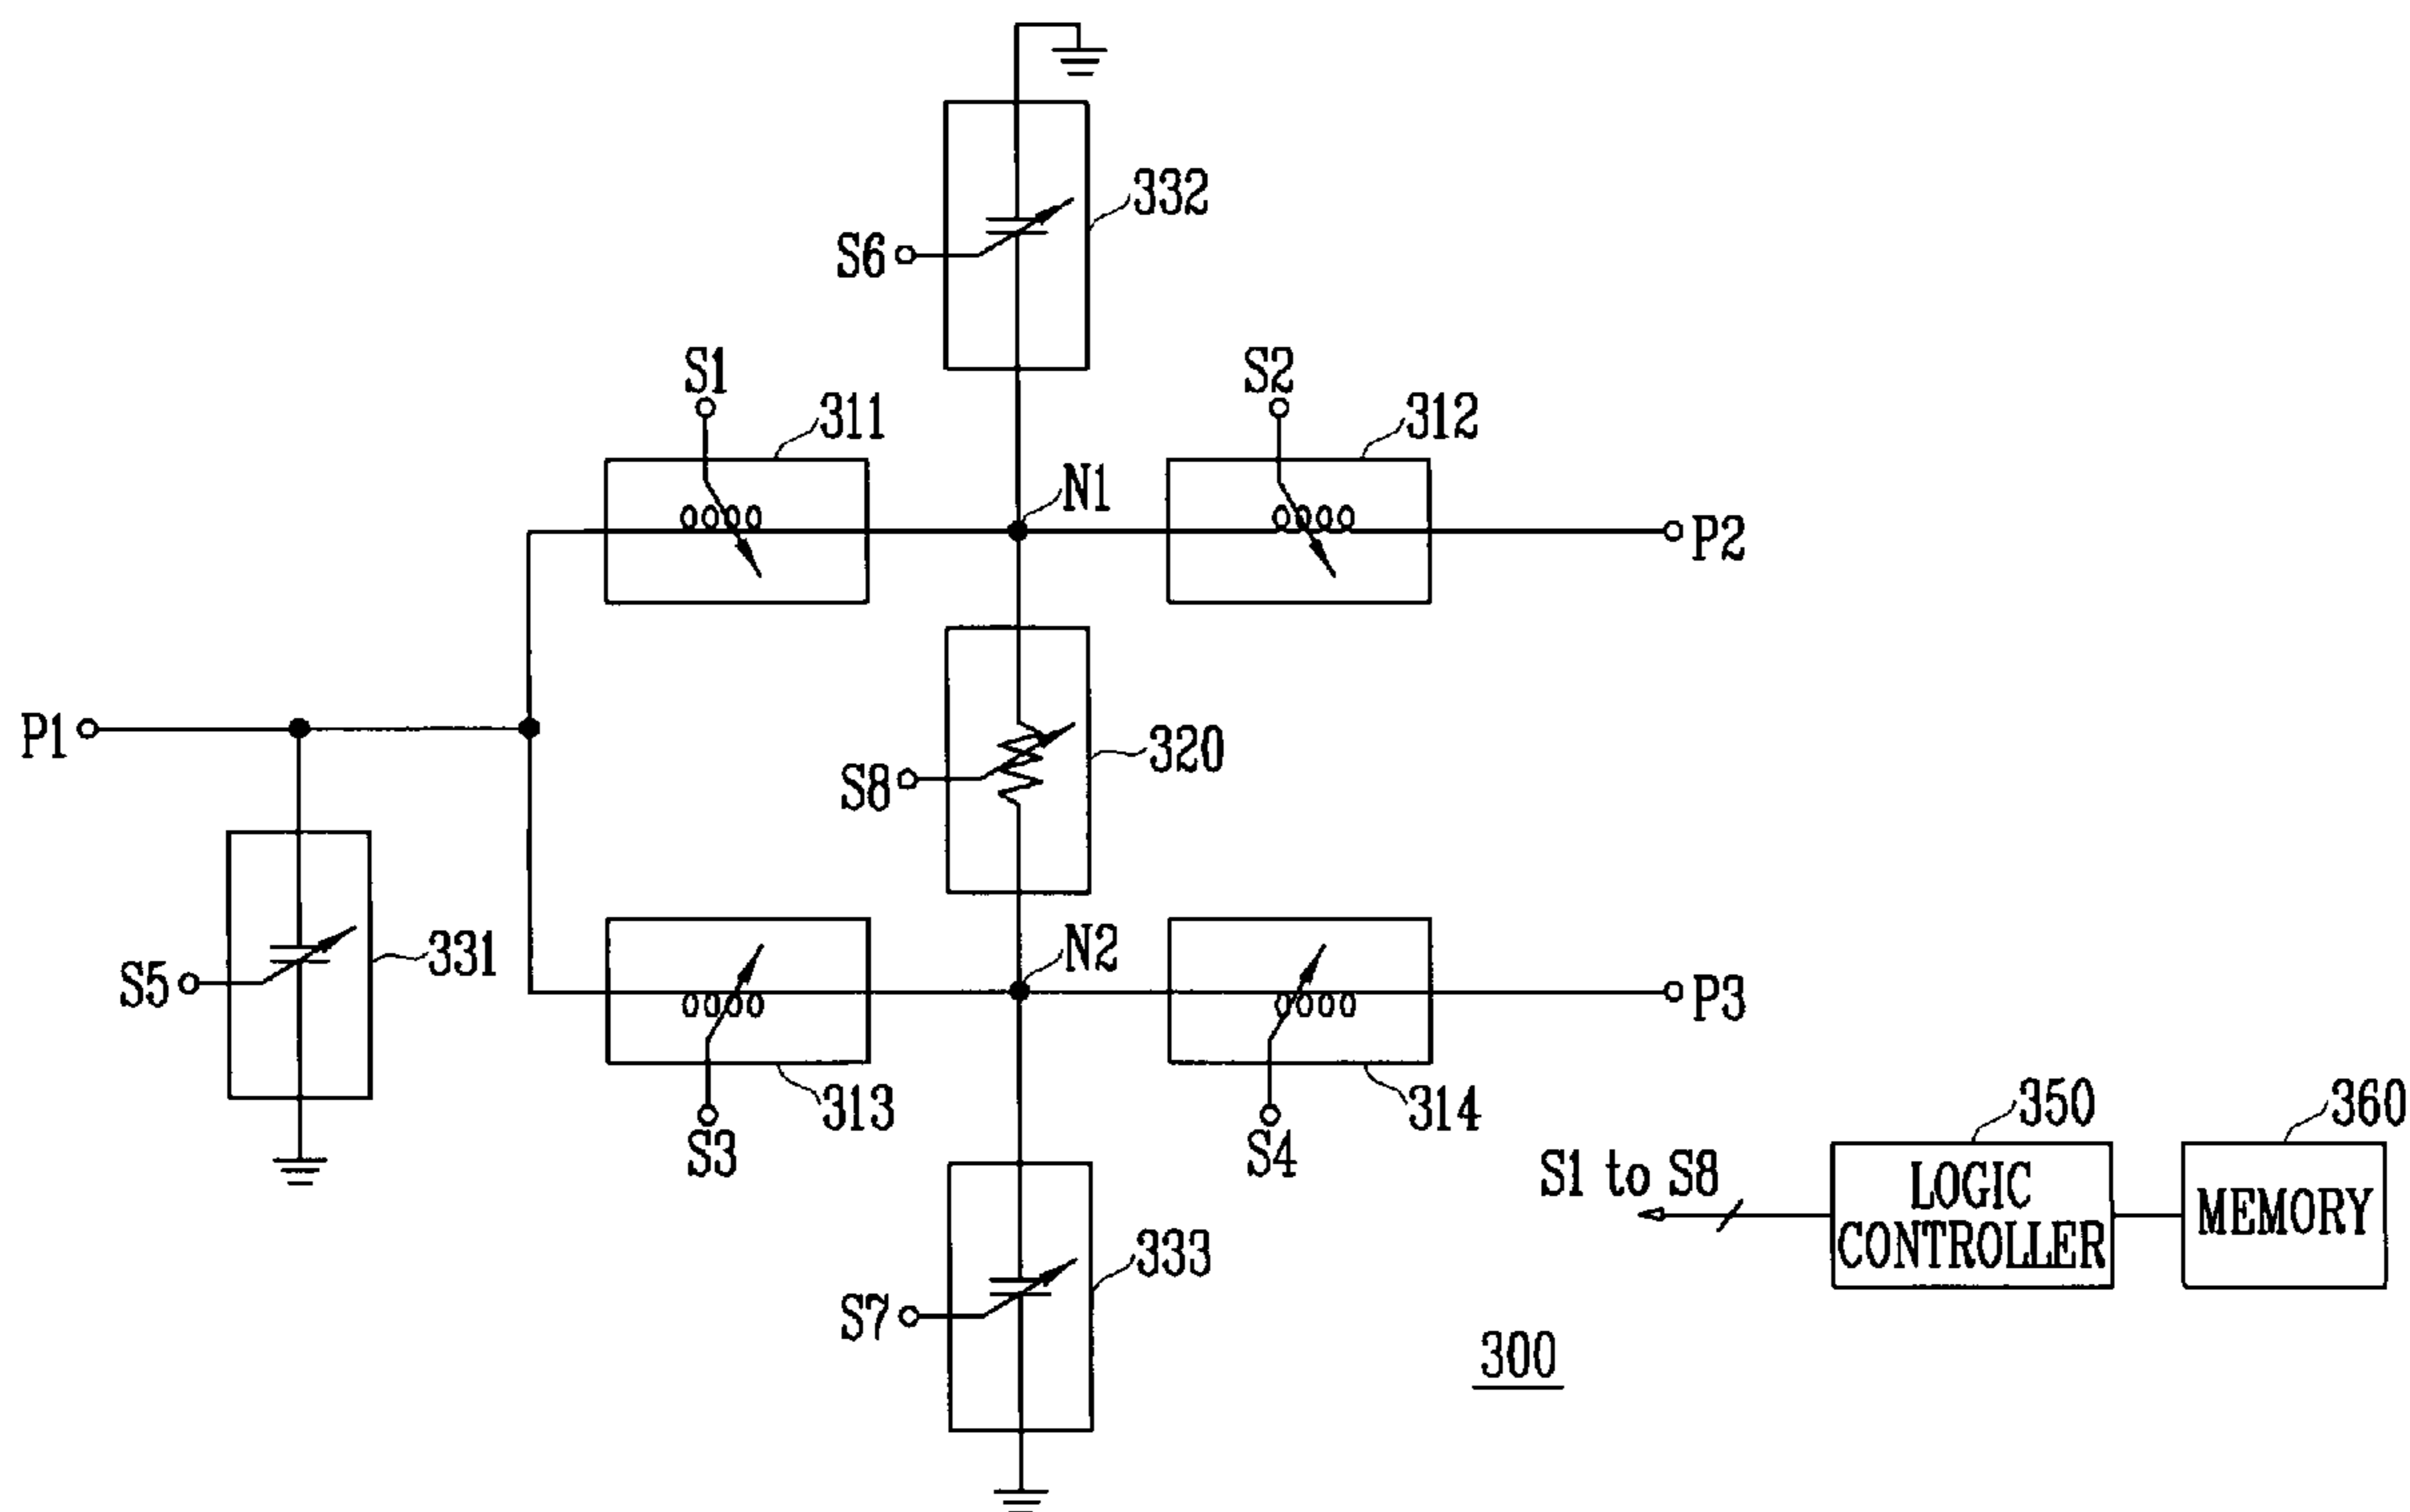 332
S6
S1
311
S2
312
N1
P2
P1
320
S8
331
S5
N2
P3
313
S3
314
S4
350
360
S1 to S8
LOGIC
CONTROLLER
MEMORY
333
S7
300